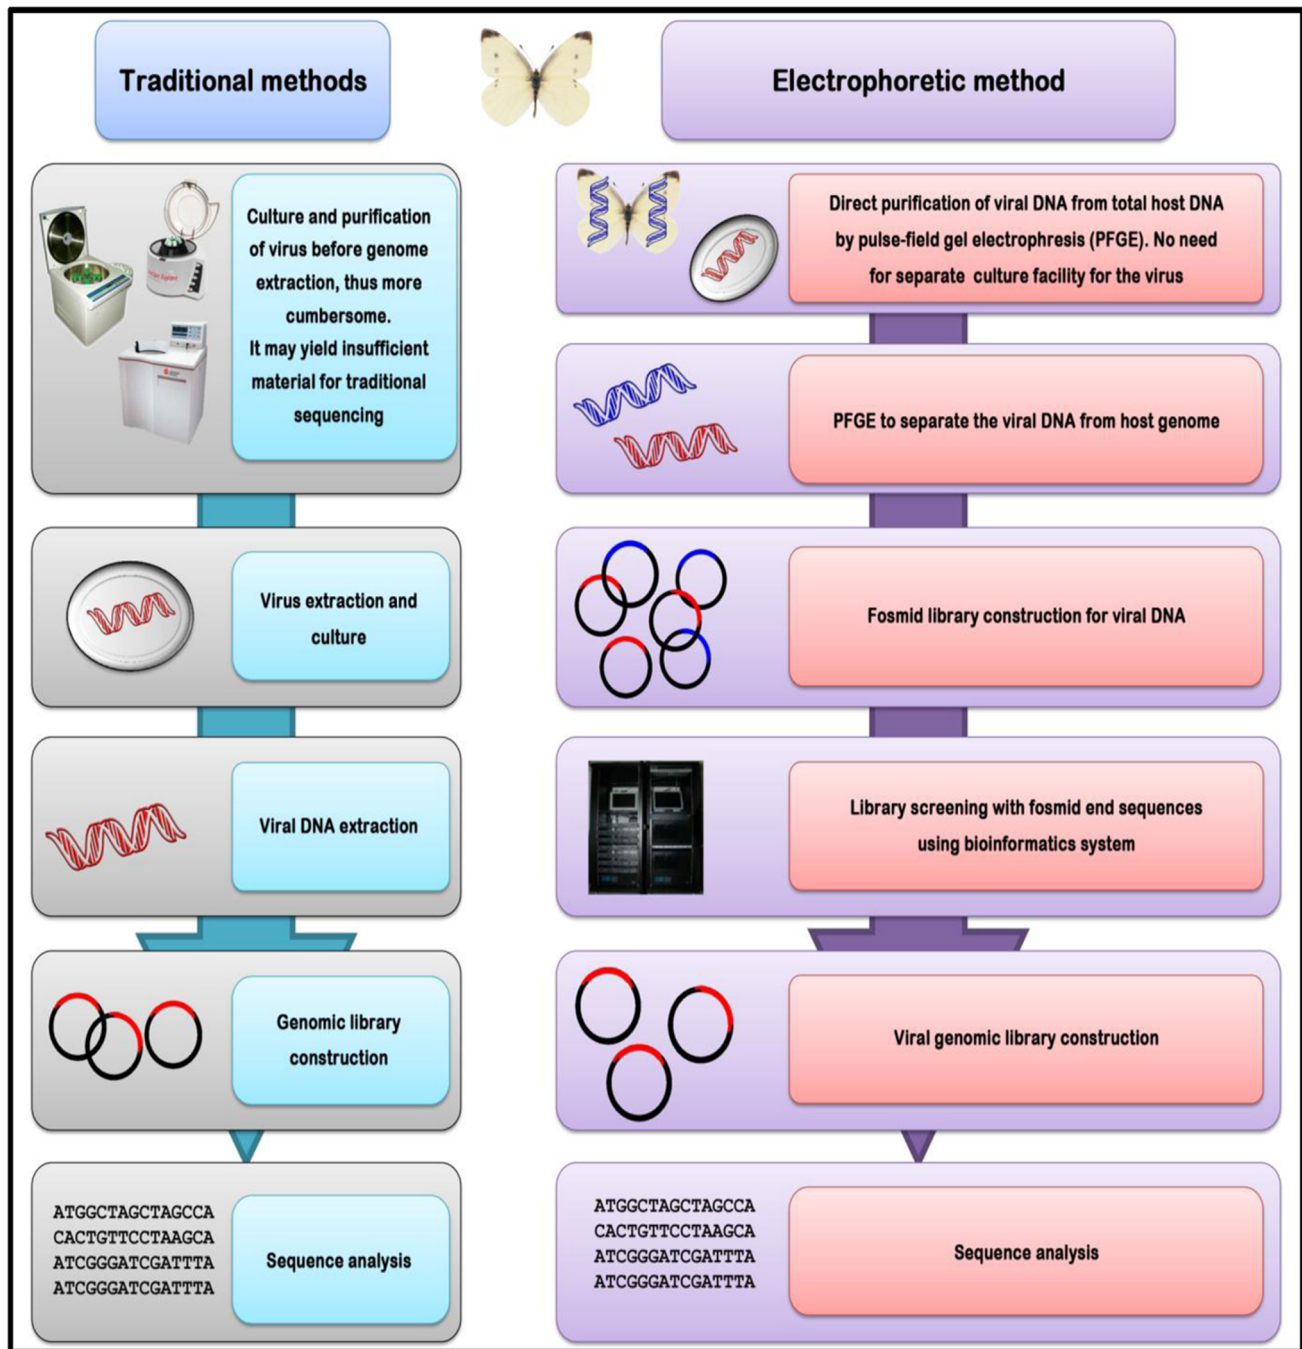 Traditional methods
Electrophoretic method
Culture and purification
of virus before genome
extraction, thus more
cumbersome.
It may yield insufficient
material for traditional
sequencing
Virus extraction and
culture
Viral DNA extraction
Genomic library
construction
ATGGCTAGCTAGCCA
CACTGTTCCTAAGCA
ATCGGGATCGATTTA
ATCGGGATCGATTTA
Sequence analysis
Direct purification of viral DNA from total host DNA
by pulse-field gel electrophresis (PFGE). No need
for separate culture facility for the virus
PFGE to separate the viral DNA from host genome
Fosmid library construction for viral DNA
Library screening with fosmid end sequences
using bioinformatics system
Viral genomic library construction
ATGGCTAGCTAGCCA
CACTGTTCCTAAGCA
ATCGGGATCGATTTA
ATCGGGATCGATTTA
Sequence analysis